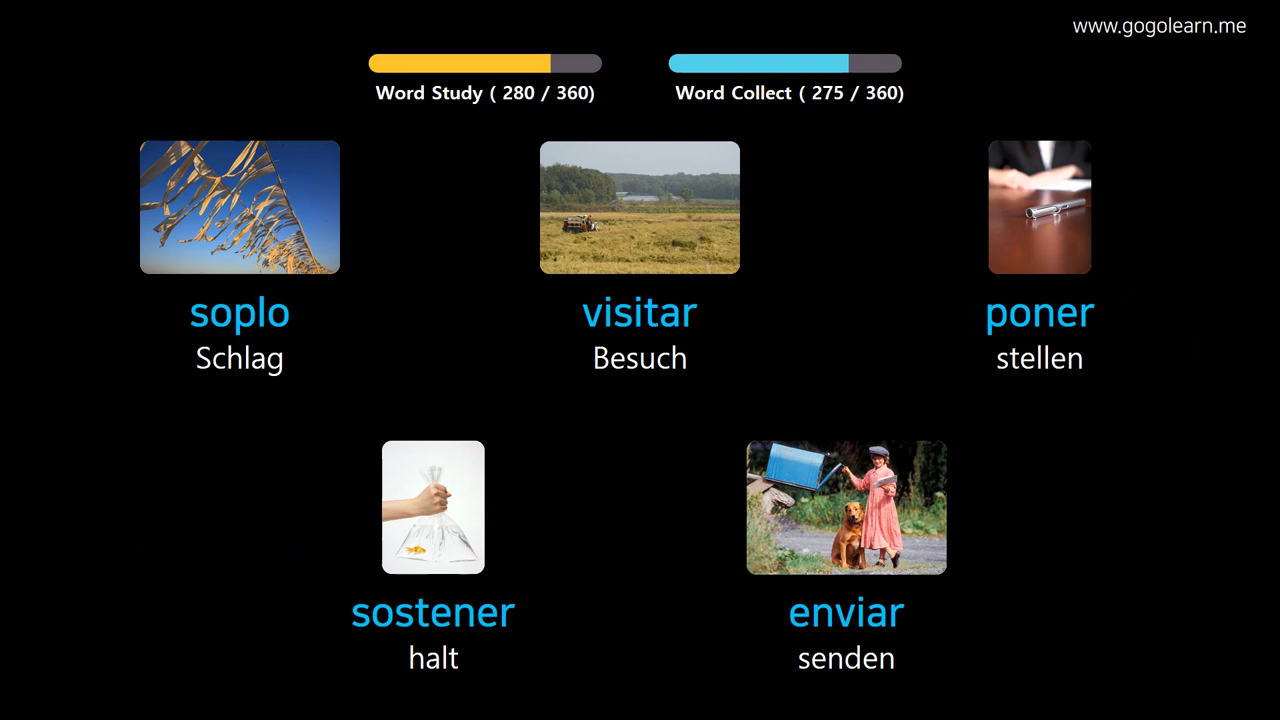 www.gogolearn.me
Word Study ( 280 / 360)
Word Collect ( 275 / 360)
soplo
Schlag
visitar
Besuch
poner
stellen
sostener
halt
enviar
senden